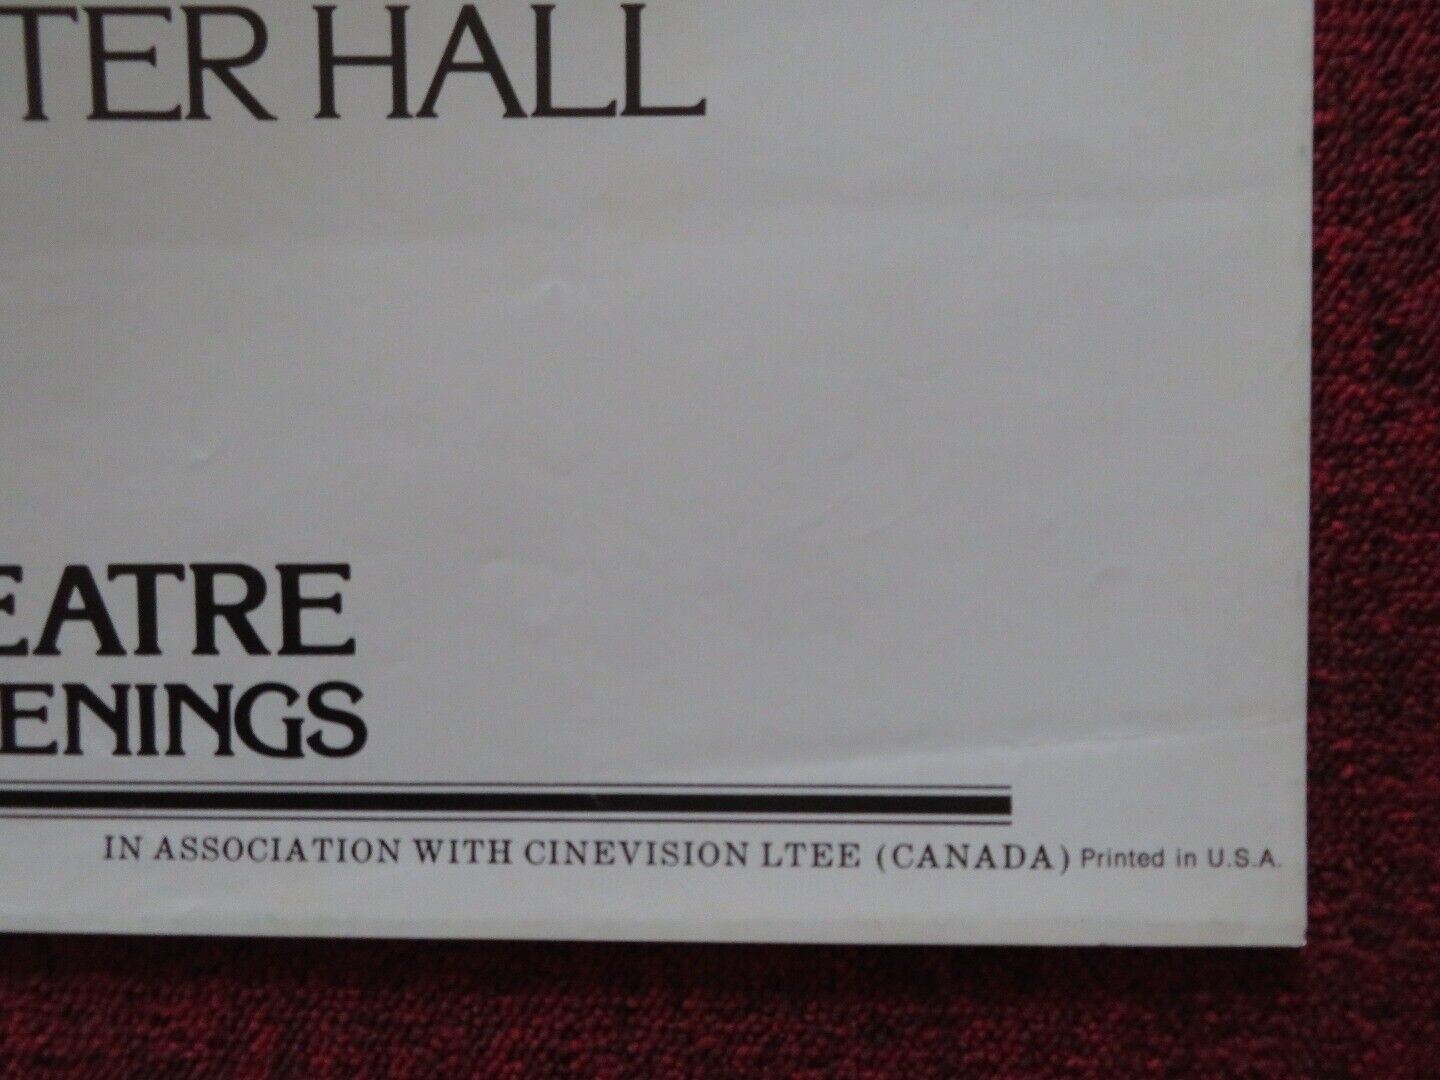 TER HALL
EATRE
ENINGS
IN ASSOCIATION WITH CINEVISION LTEE (CANADA) Printed in U.S.A.